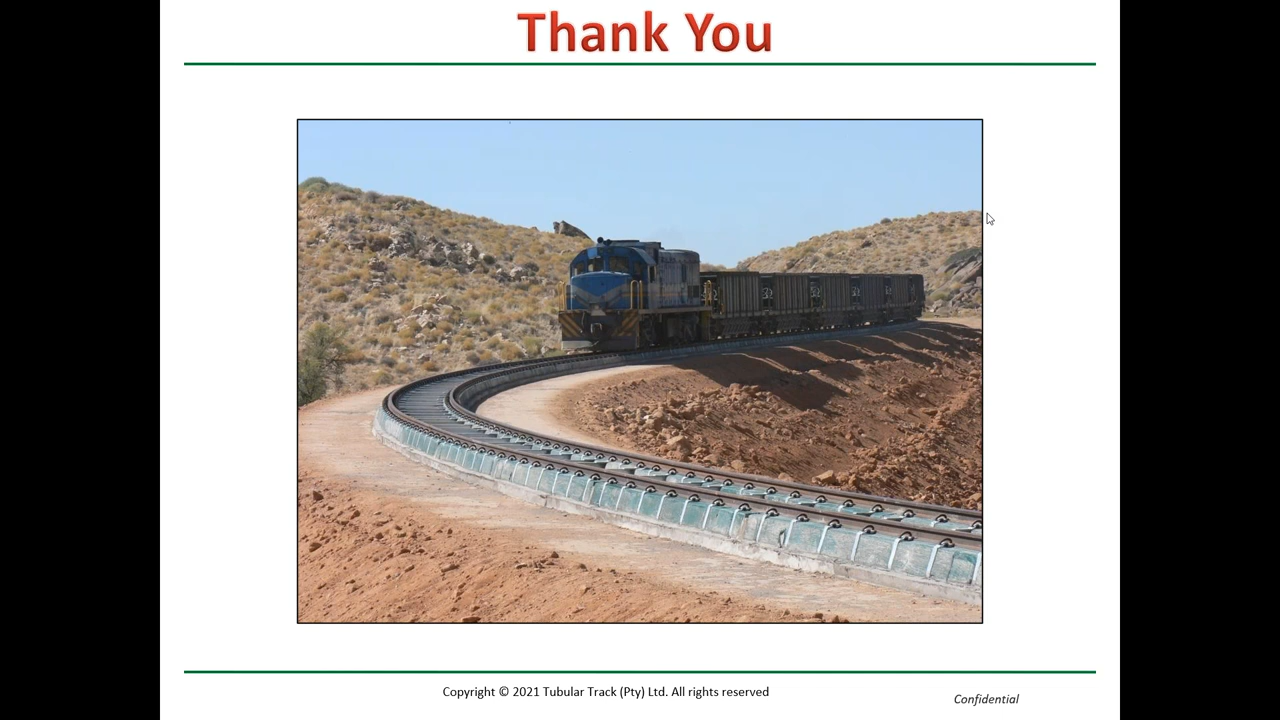 Thank You
Copyright © 2021 Tubular Track (Pty) Ltd. All rights reserved
Confidential